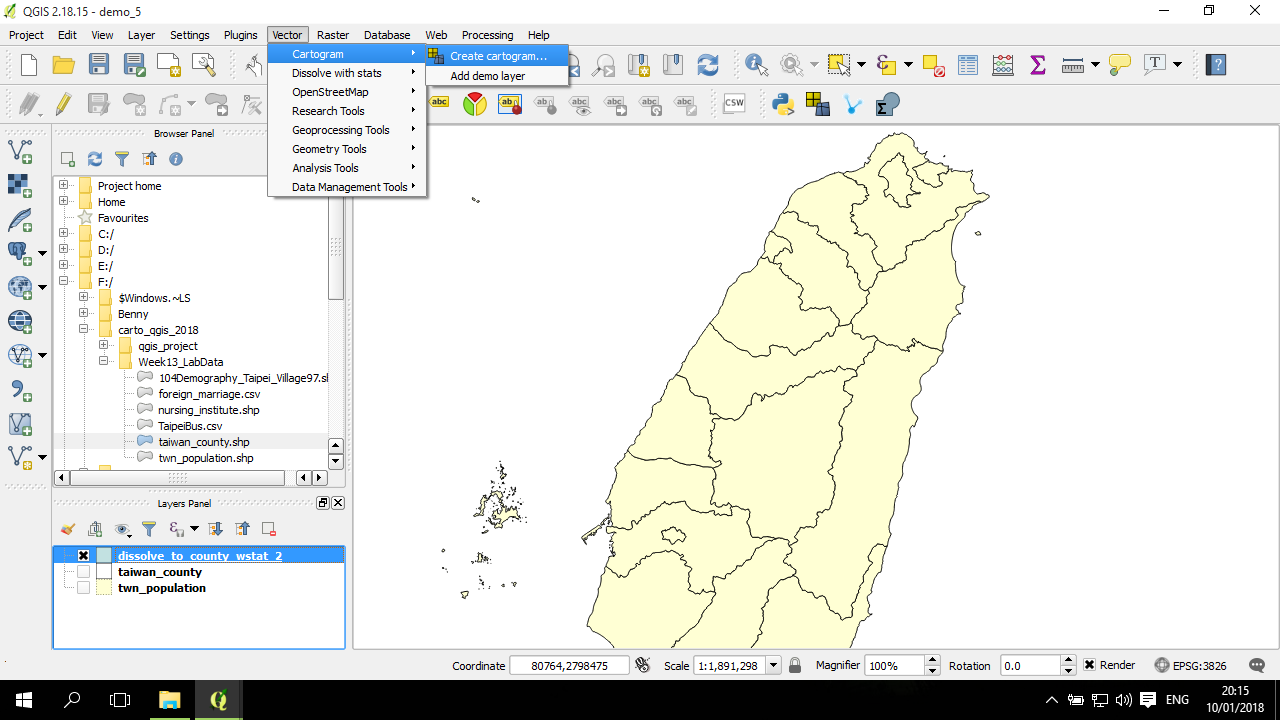 QGIS 2.18.15 - demo_5
Project Edit View Layer Settings Plugins Vector Raster Database Web Processing Help
Cartogram
Dissolve with stats
OpenStreetMap
Research Tools
Geoprocessing Tools
Geometry Tools
Analysis Tools
Data Management Tools
Create cartogram...
Add demo layer
abc
CSW
Browser Panel
Project home
Home
Favourites
C:/
D:/
E:/
F:/
$Windows.~LS
Benny
carto_qgis_2018
qgis_project
Week13_LabData
104Demography_Taipei_Village97.sh
foreign_marriage.csv
nursing_institute.shp
TaipeiBus.csv
taiwan_county.shp
twn_population.shp
Layers Panel
dissolve_to_county_wstat_2
taiwan_county
twn_population
Coordinate 80764,2798475 Scale 1:1,891,298 Magnifier 100% Rotation 0.0 Render EPSG:3826
ENG
20:15
10/01/2018